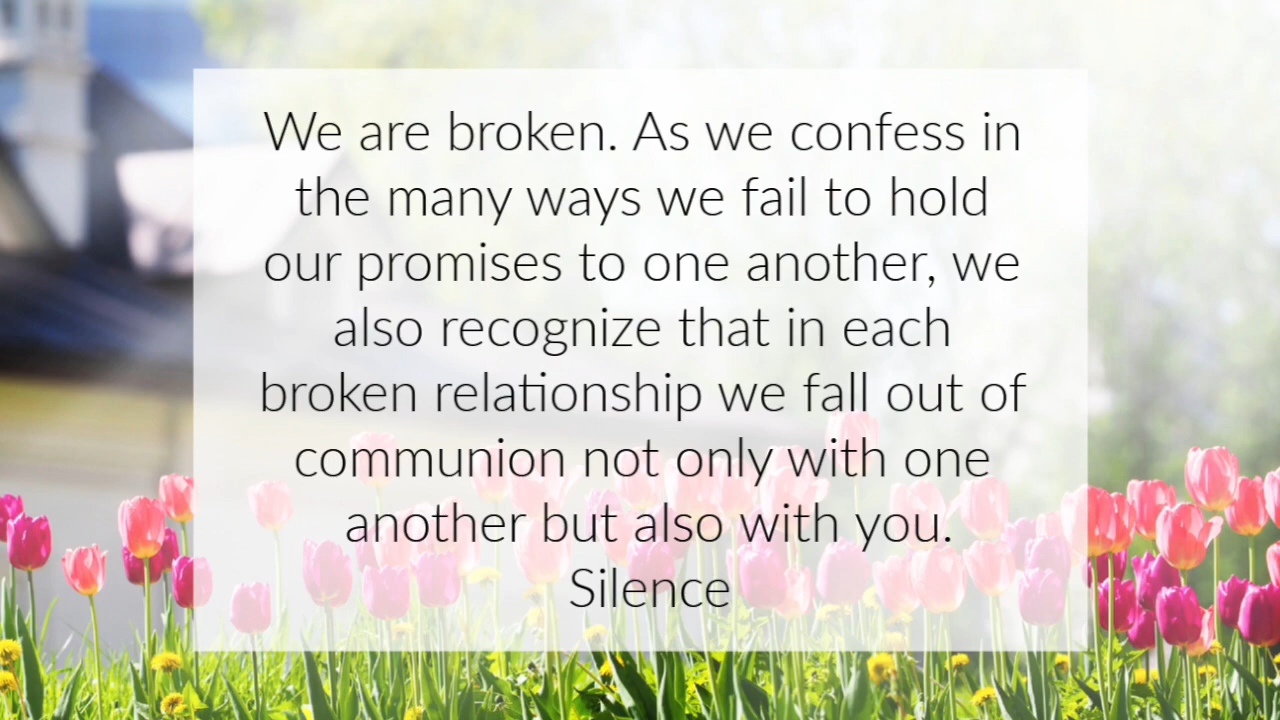 We are broken. As we confess in
the many ways we fail to hold
our promises to one another, we
also recognize that in each
broken relationship we fall out of
communion not only with one
another but also with you.
Silence